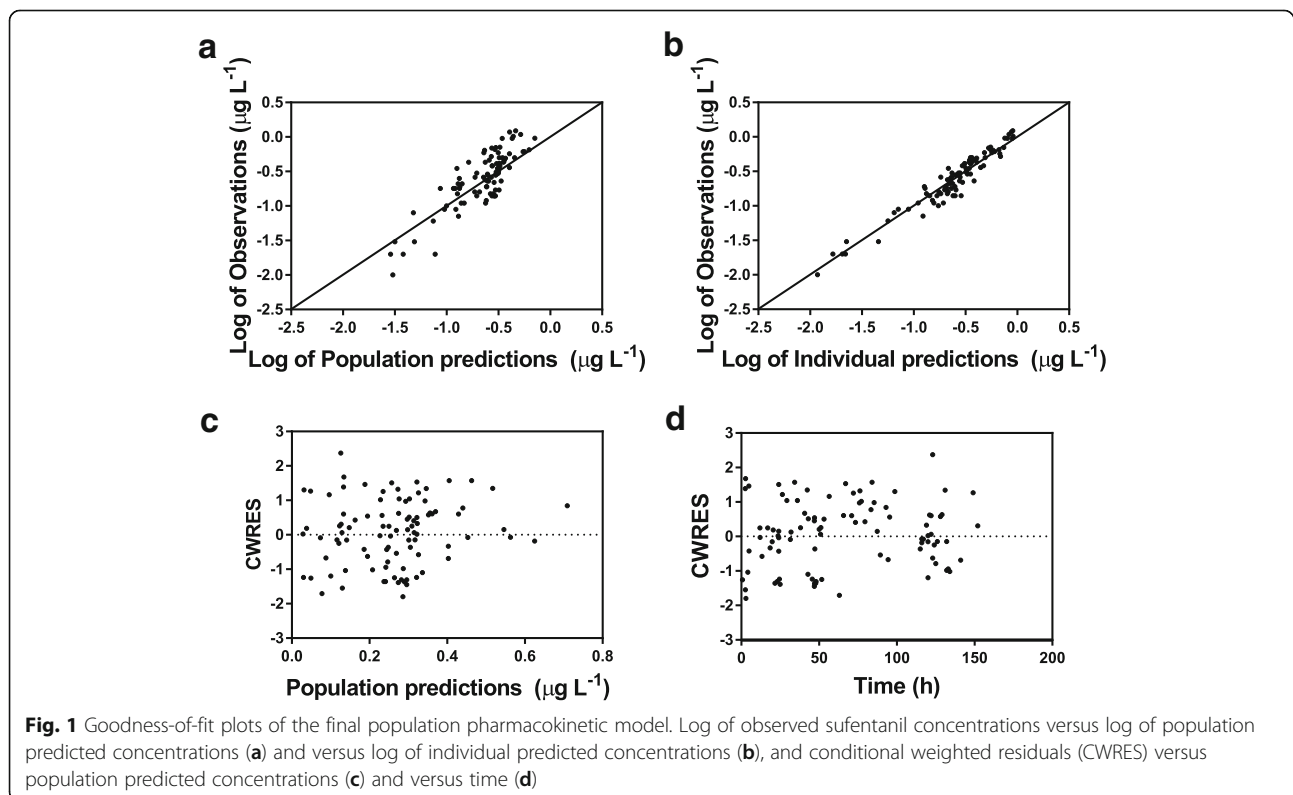 a
b
Log of Observations (µg L-1)
0.5
0.0
-0.5
-1.0
-1.5
-2.0
-2.5
-2.5 -2.0 -1.5 -1.0 -0.5 0.0 0.5
Log of Population predictions (µg L-1)
Log of Observations (µg L-1)
0.5
0.0
-0.5
-1.0
-1.5
-2.0
-2.5
-2.5 -2.0 -1.5 -1.0 -0.5 0.0 0.5
Log of Individual predictions (µg L-1)
c
d
CWRES
3
2
1
0
-1
-2
-3
0.0 0.2 0.4 0.6 0.8
Population predictions (µg L-1)
CWRES
3
2
1
0
-1
-2
-3
0 50 100 150 200
Time (h)
Fig. 1 Goodness-of-fit plots of the final population pharmacokinetic model. Log of observed sufentanil concentrations versus log of population
predicted concentrations (a) and versus log of individual predicted concentrations (b), and conditional weighted residuals (CWRES) versus
population predicted concentrations (c) and versus time (d)